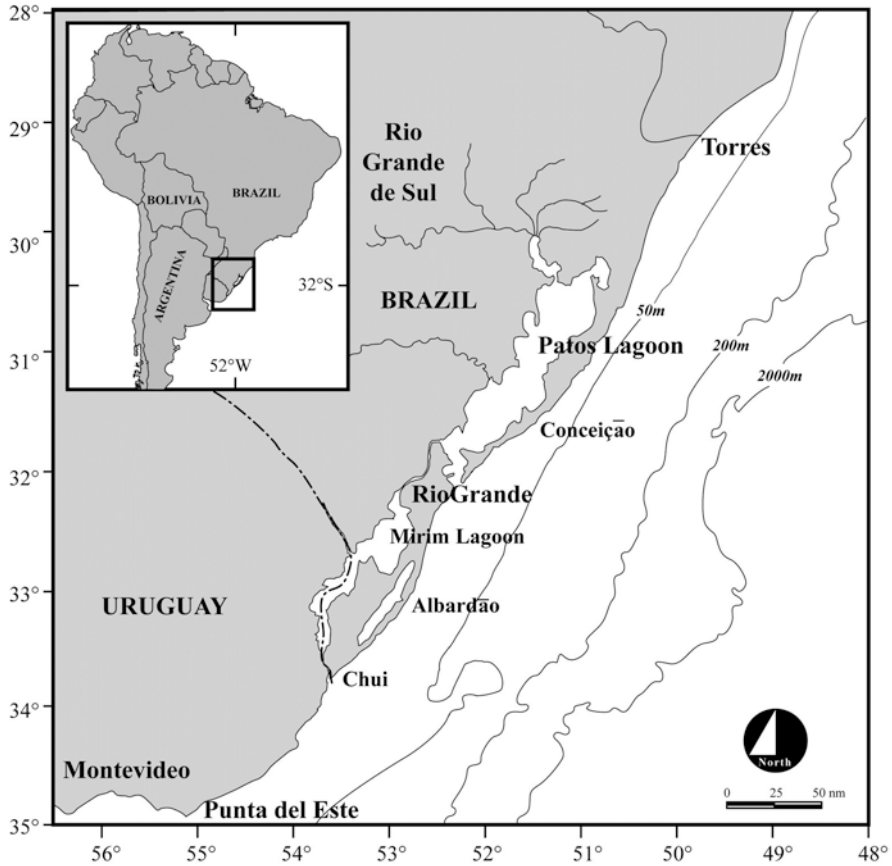 28°
29°
30°
31°
32°
33°
34°
35°
BOLIVIA
BRAZIL
ARGENTINA
32°S
52°W
Rio
Grande
de Sul
BRAZIL
Torres
50m
200m
2000m
Patos Lagoon
Conceição
RioGrande
Mirim Lagoon
Albardão
URUGUAY
Chui
Montevideo
Punta del Este
North
0 25 50 nm
56° 55° 54° 53° 52° 51° 50° 49° 48°